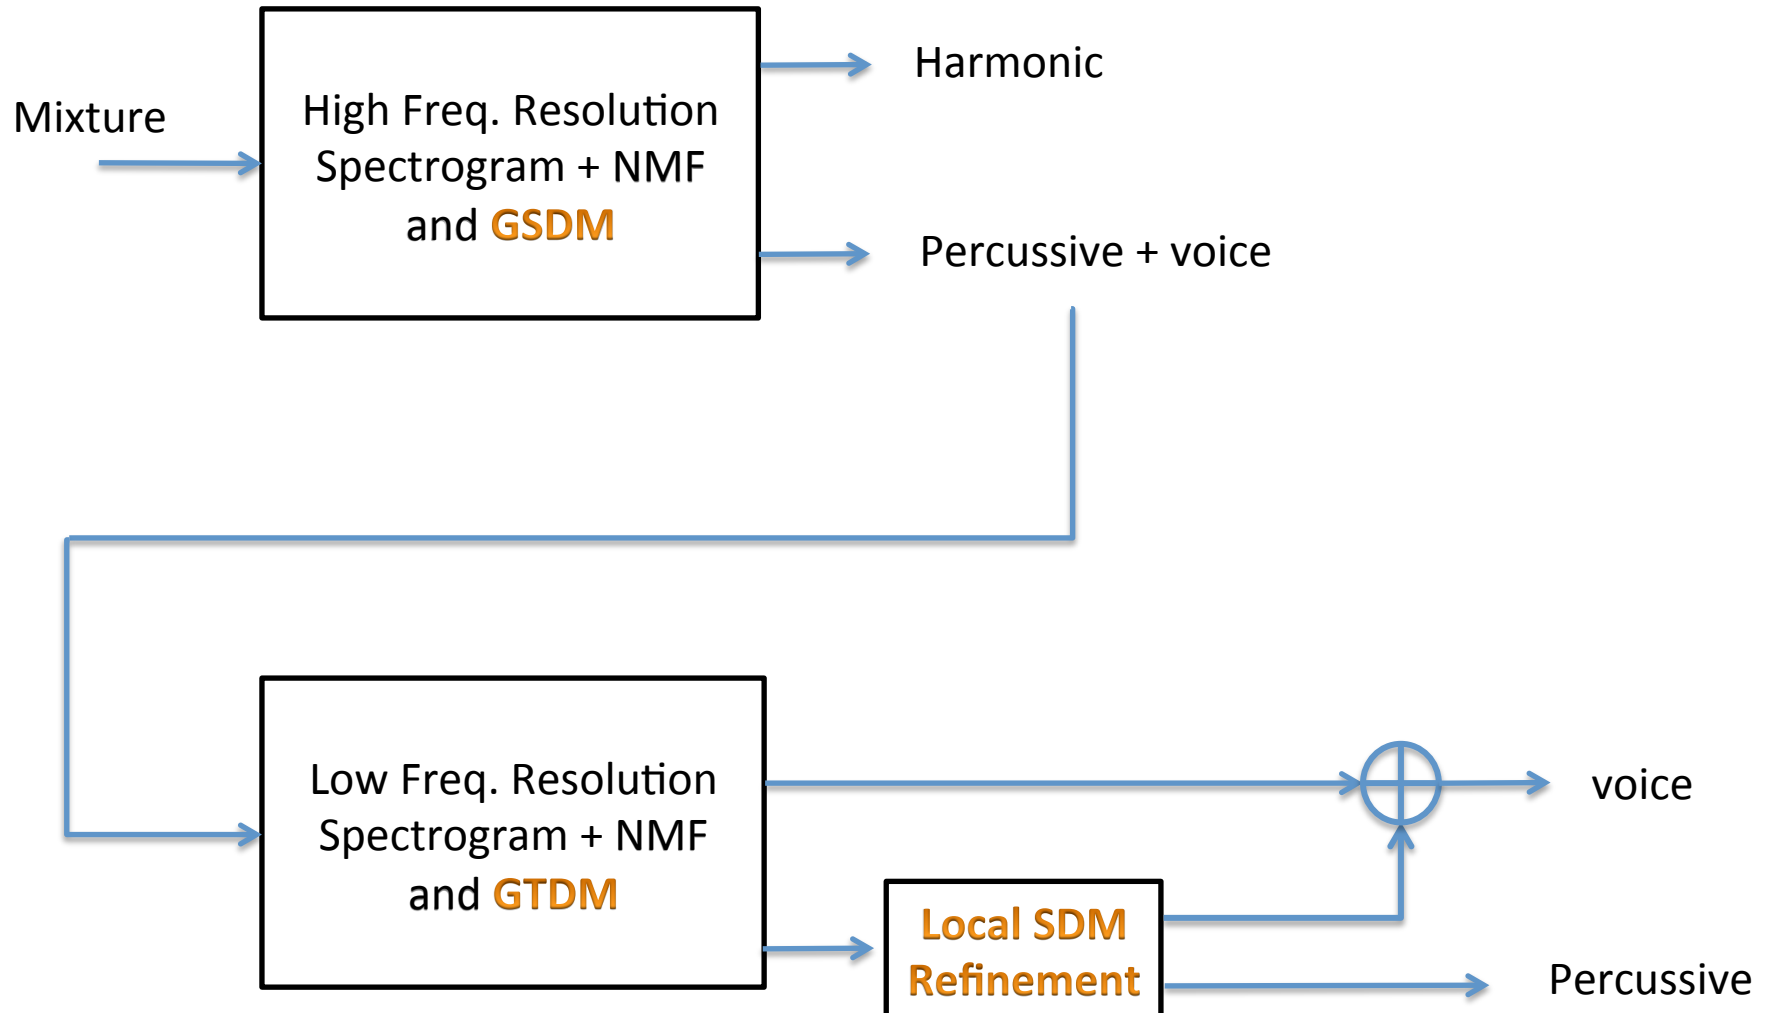 Mixture
High Freq. Resolution
Spectrogram + NMF
and GSDM
Harmonic
Percussive + voice
Low Freq. Resolution
Spectrogram + NMF
and GTDM
Local SDM
Refinement
voice
Percussive